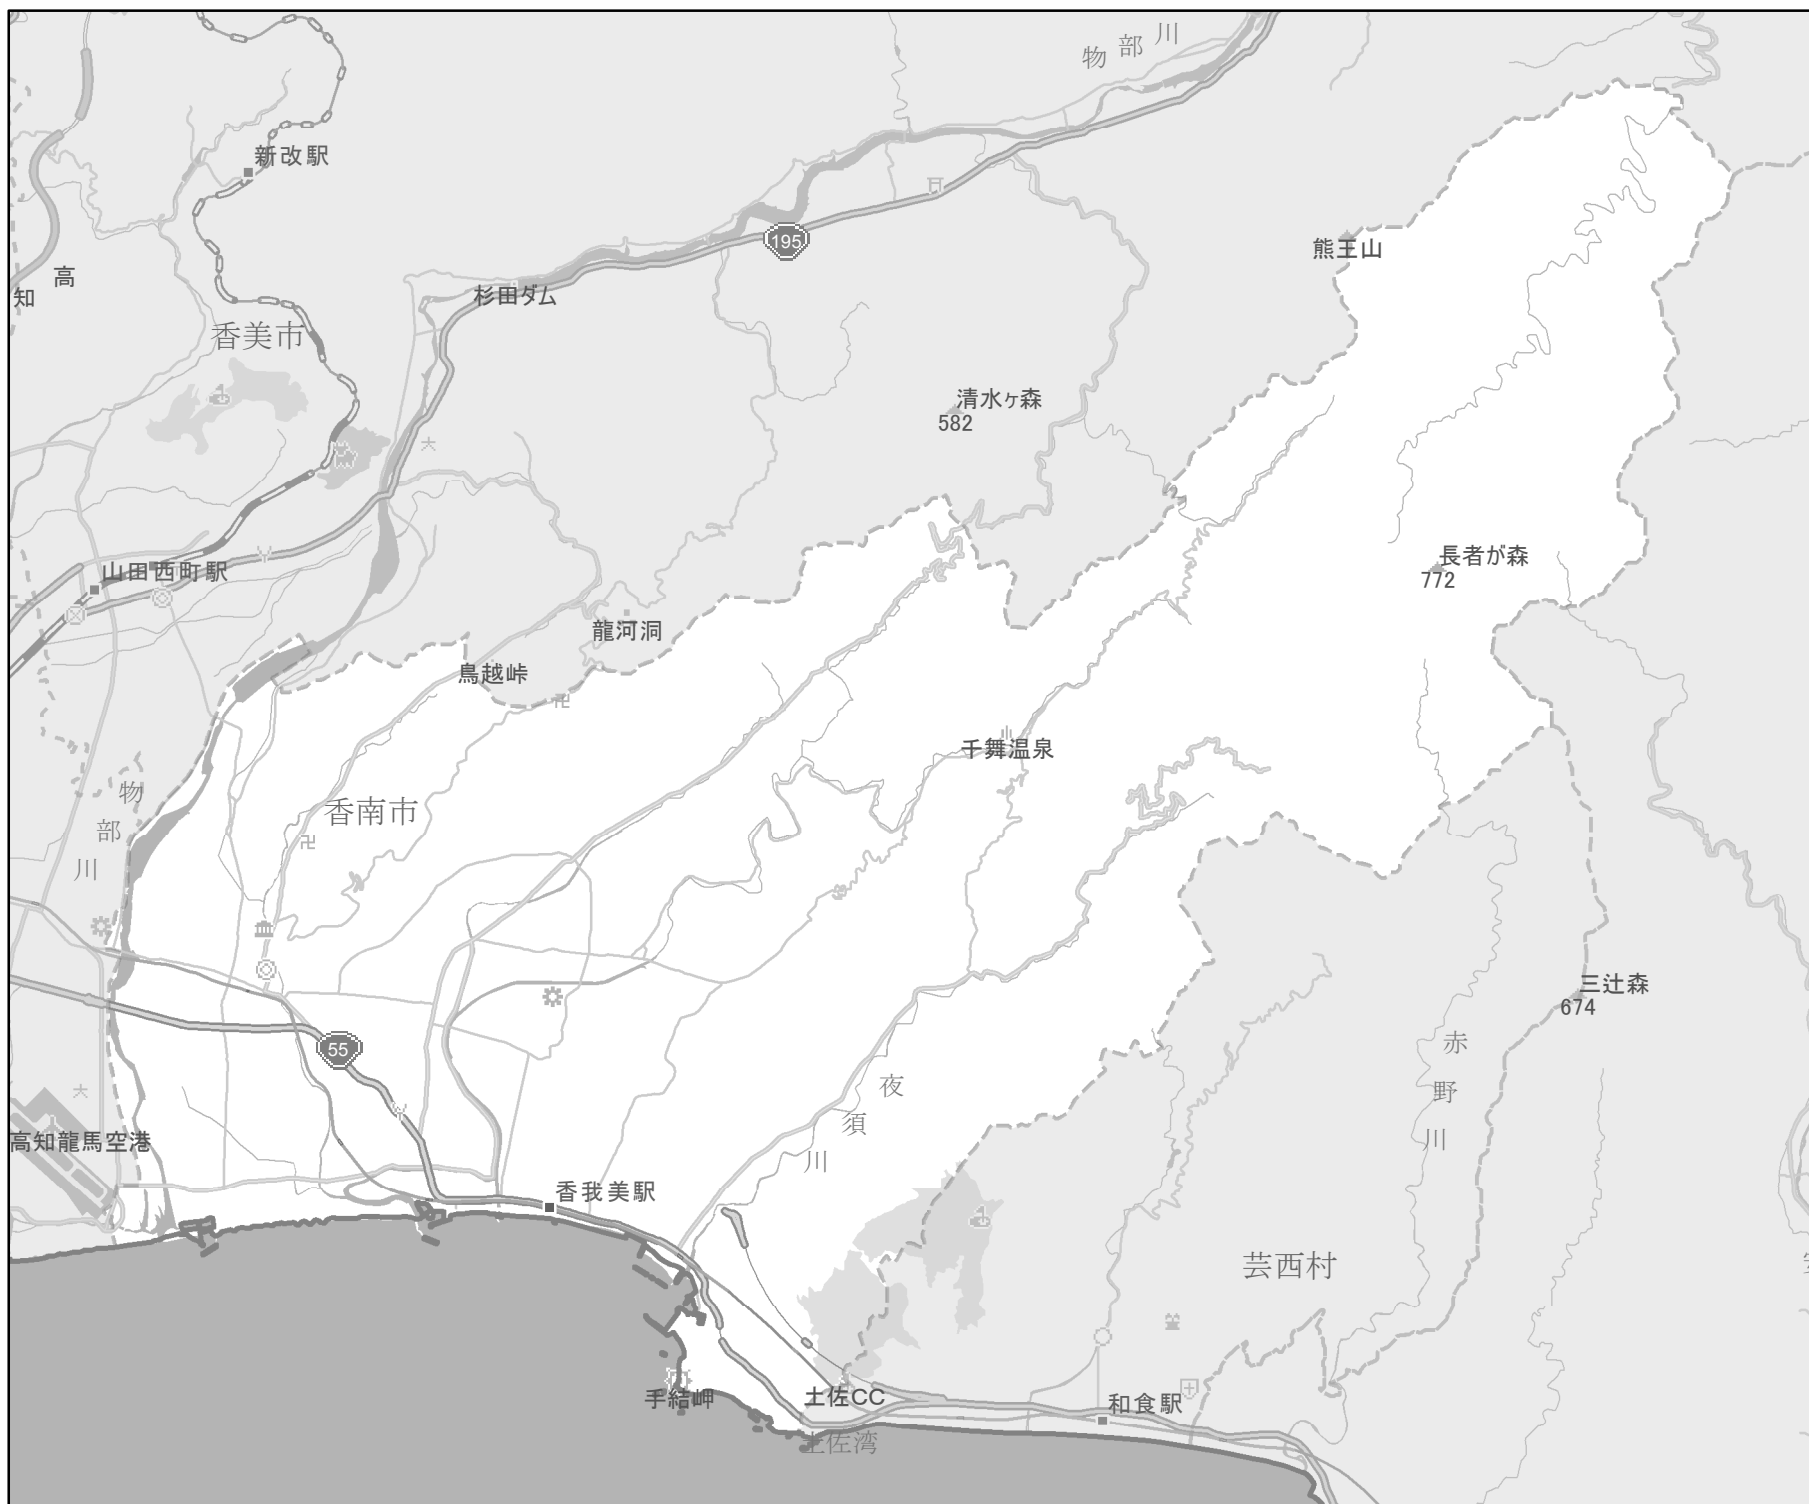 物部川
新改駅
195
熊王山
高
知
杉田ダム
香美市
清水ヶ森
582
長者が森
772
山田西町駅
龍河洞
鳥越峠
千舞温泉
物部川
香南市
三辻森
674
赤野川
55
夜須川
高知龍馬空港
香我美駅
芸西村
手結岬
土佐CC
和食駅
土佐湾